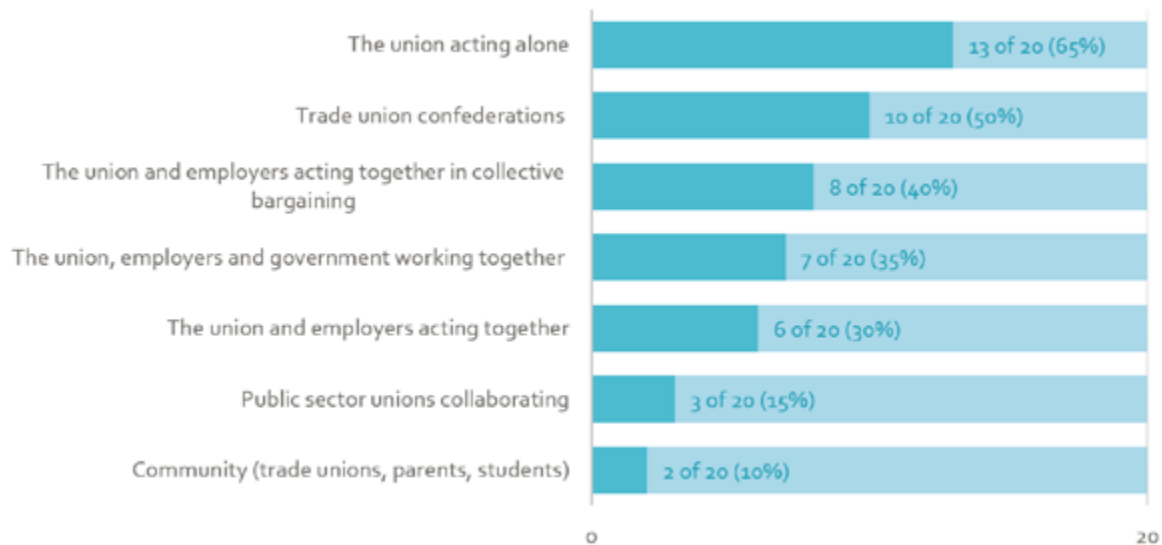 The union acting alone
13 of 20 (65%)
Trade union confederations
10 of 20 (50%)
The union and employers acting together in collective
bargaining
8 of 20 (40%)
The union, employers and government working together
7 of 20 (35%)
The union and employers acting together
6 of 20 (30%)
Public sector unions collaborating
3 of 20 (15%)
Community (trade unions, parents, students)
2 of 20 (10%)
0
20